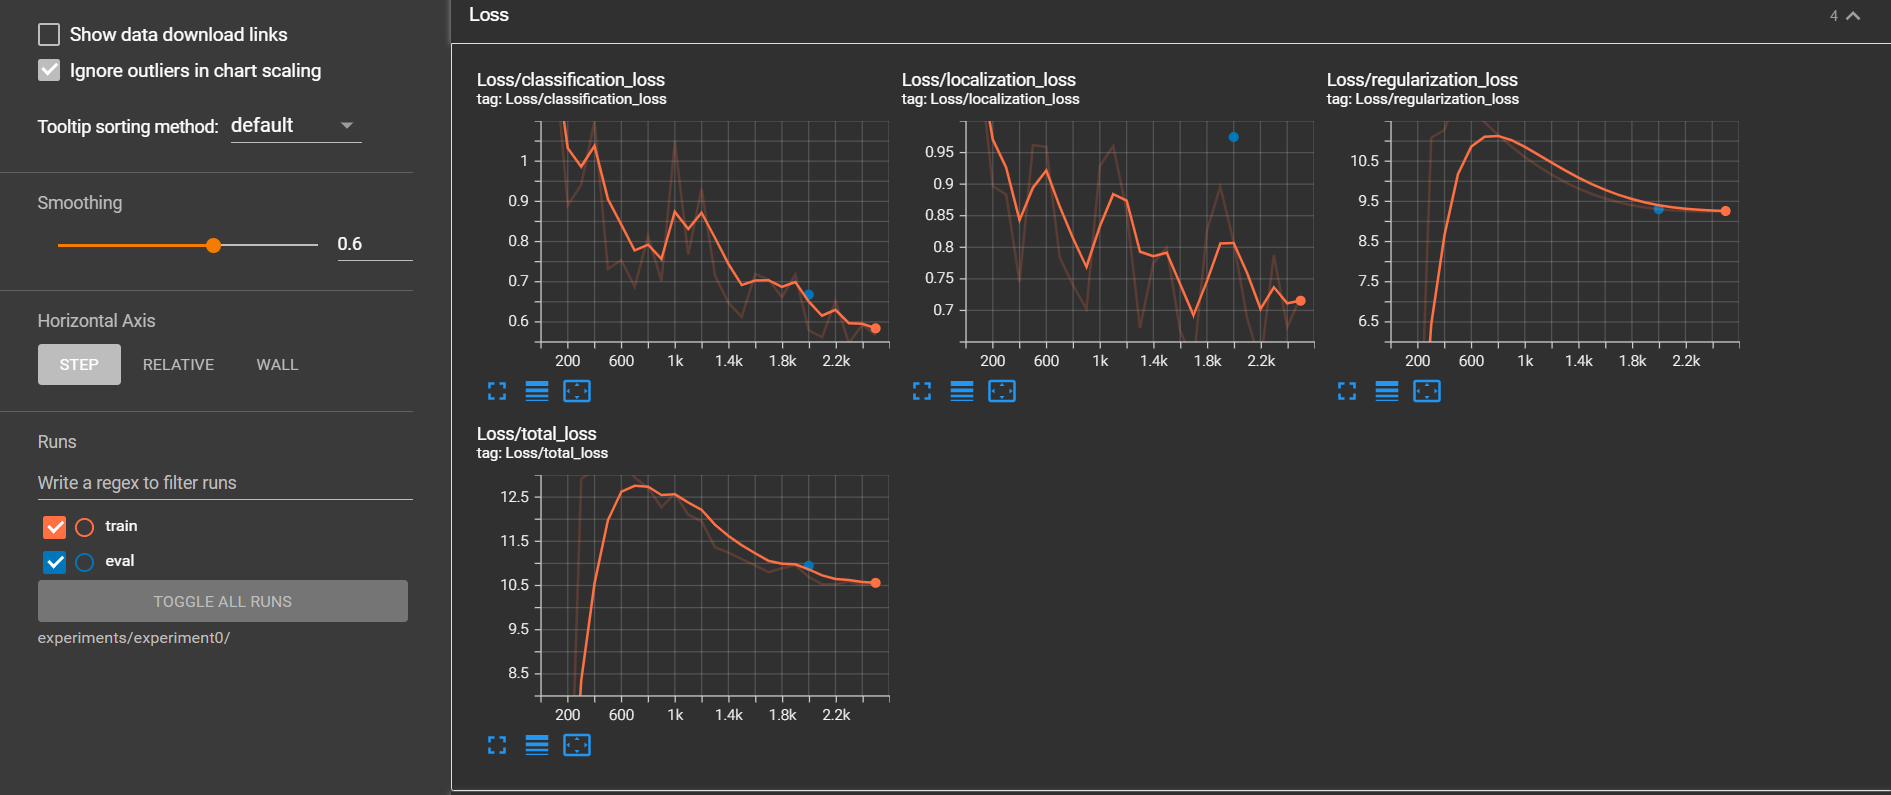 Show data download links
Ignore outliers in chart scaling
Tooltip sorting method: default
Smoothing
0.6
Horizontal Axis
STEP RELATIVE WALL
Runs
Write a regex to filter runs
train
eval
TOGGLE ALL RUNS
experiments/experiment0/
Loss
4
Loss/classification_loss
tag: Loss/classification_loss
1
0.9
0.8
0.7
0.6
200 600 1k 1.4k 1.8k 2.2k
Loss/localization_loss
tag: Loss/localization_loss
0.95
0.9
0.85
0.8
0.75
0.7
200 600 1k 1.4k 1.8k 2.2k
Loss/regularization_loss
tag: Loss/regularization_loss
10.5
9.5
8.5
7.5
6.5
200 600 1k 1.4k 1.8k 2.2k
Loss/total_loss
tag: Loss/total_loss
12.5
11.5
10.5
9.5
8.5
200 600 1k 1.4k 1.8k 2.2k